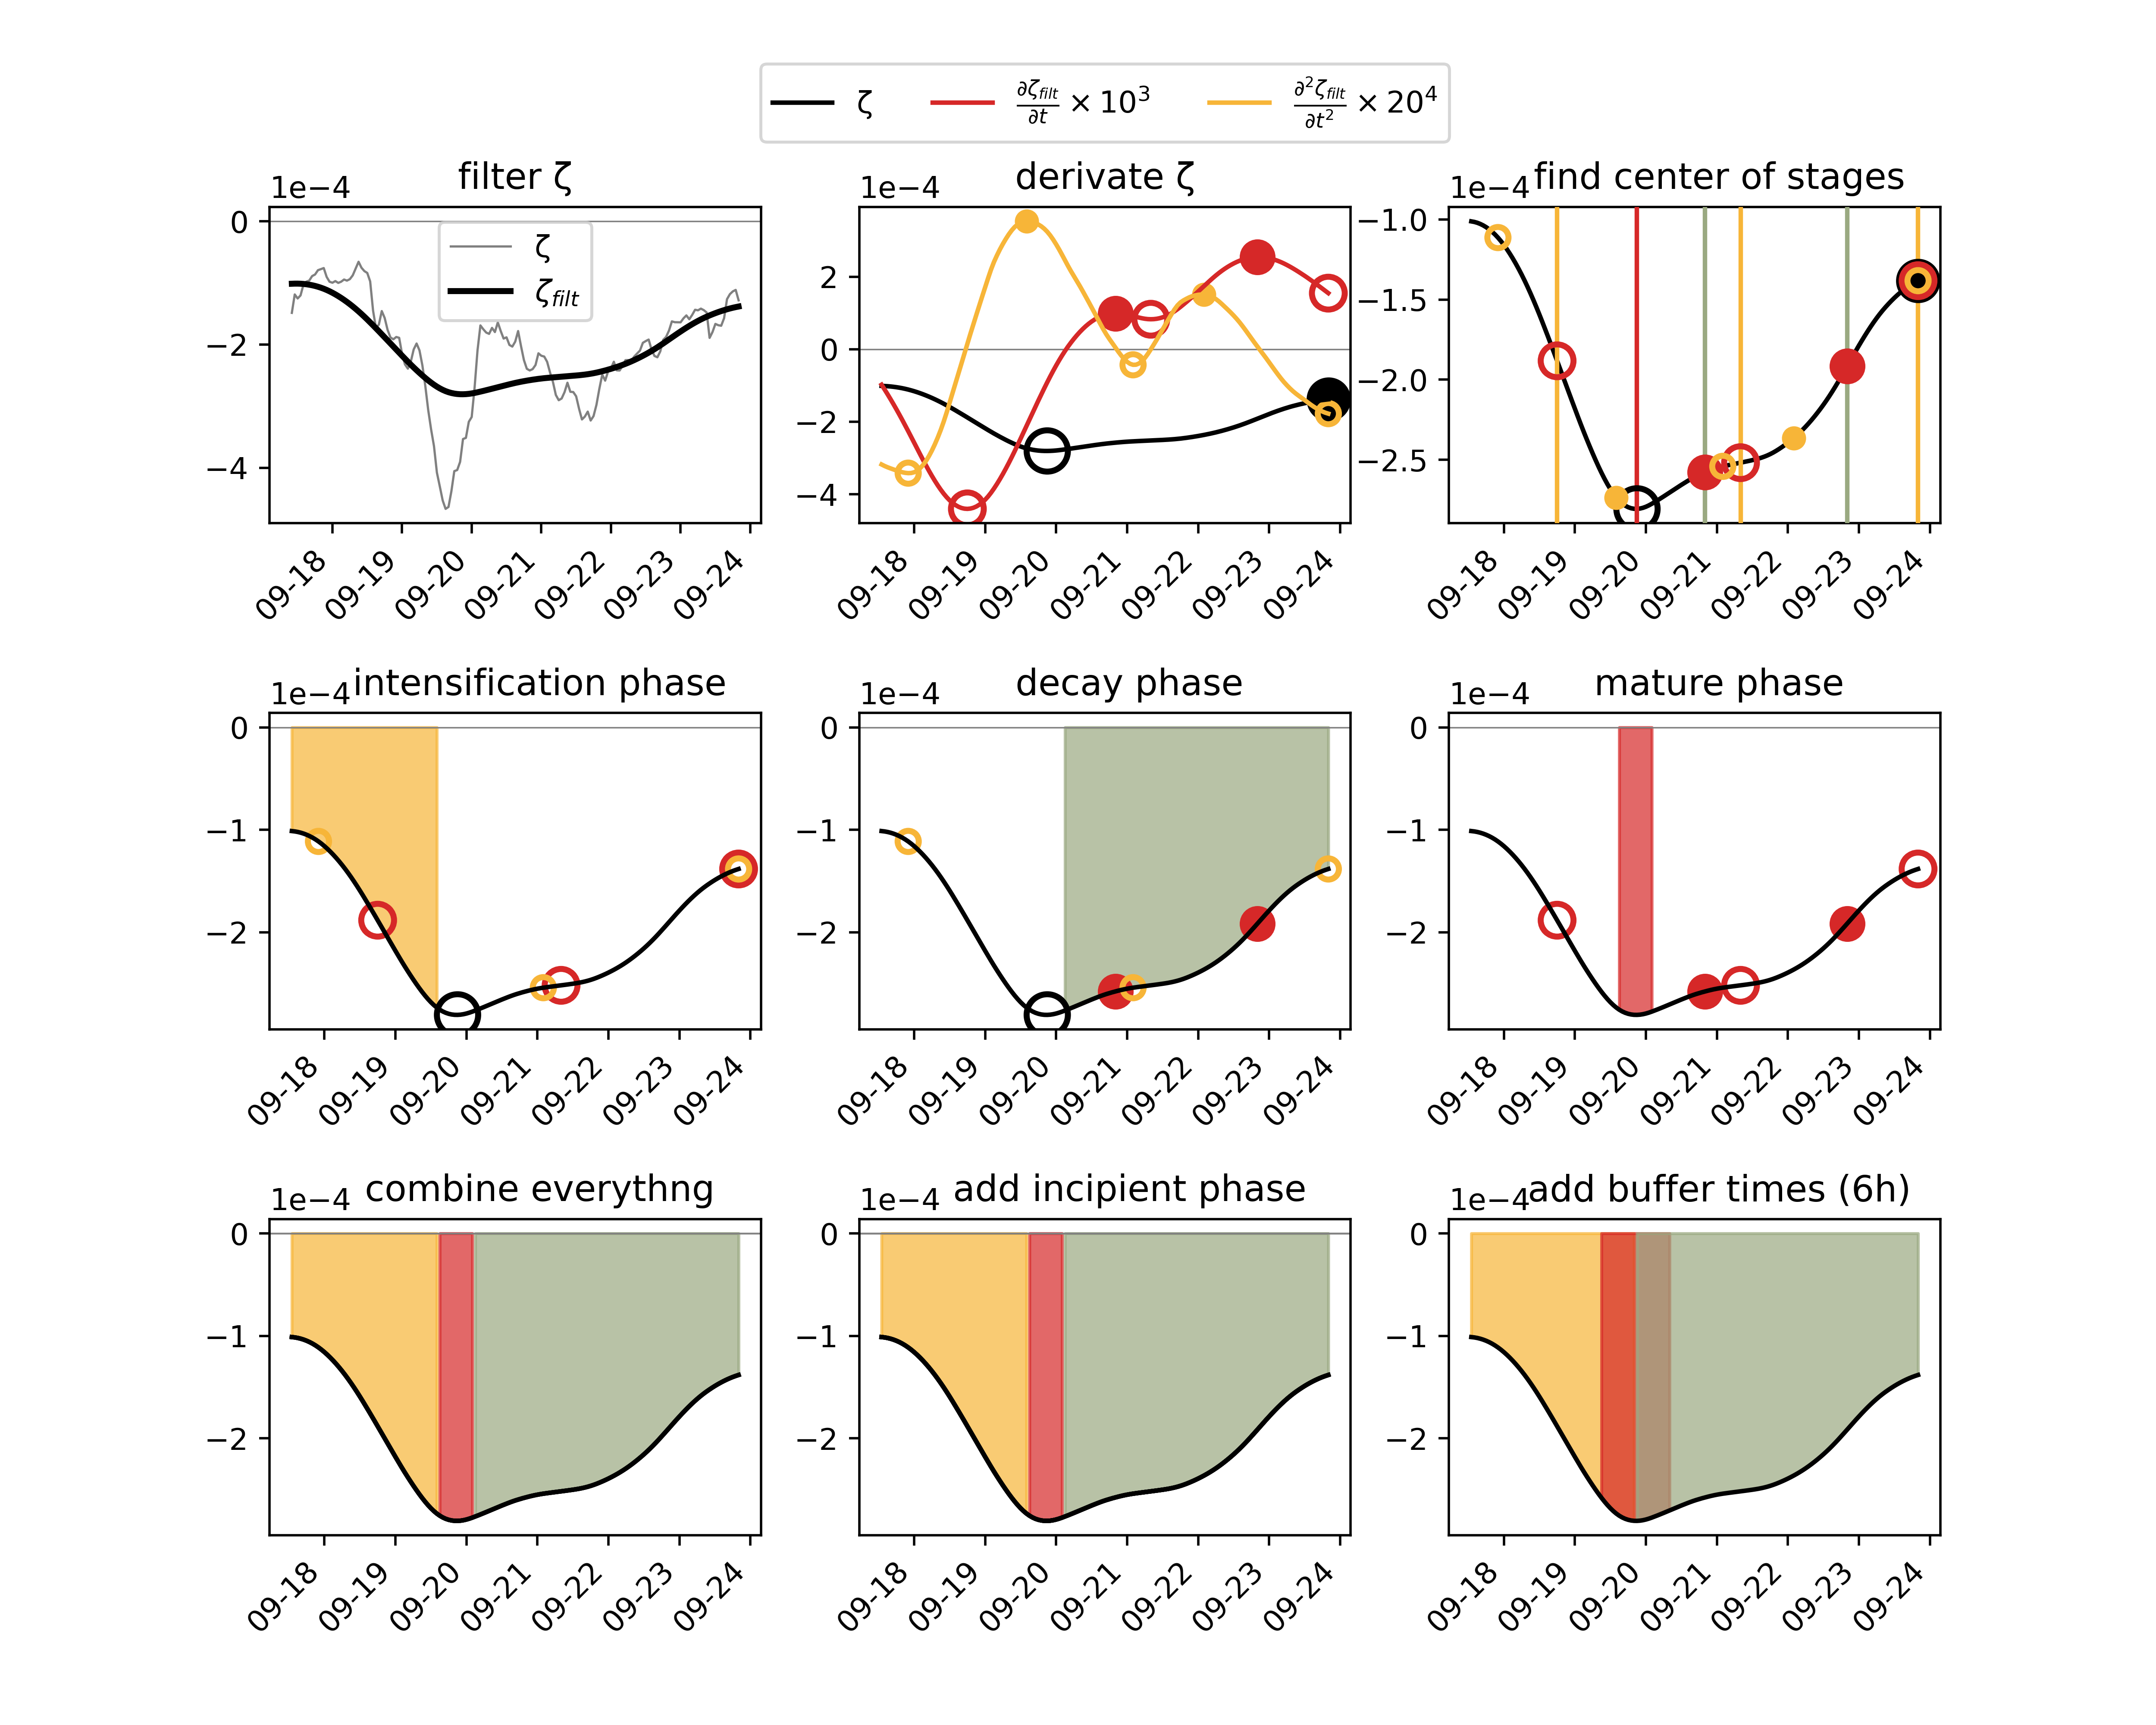 ζ ∂ζfilt/∂t × 10³ ∂²ζfilt/∂t² × 20⁴
filter ζ derivate ζ find center of stages
1e−4 1e−4 1e−4
ζ
ζfilt
0
−2
−4
09-18 09-19 09-20 09-21 09-22 09-23 09-24
2
0
−2
−4
09-18 09-19 09-20 09-21 09-22 09-23 09-24
−1.0
−1.5
−2.0
−2.5
09-18 09-19 09-20 09-21 09-22 09-23 09-24
intensification phase decay phase mature phase
1e−4 1e−4 1e−4
0
−1
−2
09-18 09-19 09-20 09-21 09-22 09-23 09-24
0
−1
−2
09-18 09-19 09-20 09-21 09-22 09-23 09-24
0
−1
−2
09-18 09-19 09-20 09-21 09-22 09-23 09-24
combine everythng add incipient phase add buffer times (6h)
1e−4 1e−4 1e−4
0
−1
−2
09-18 09-19 09-20 09-21 09-22 09-23 09-24
0
−1
−2
09-18 09-19 09-20 09-21 09-22 09-23 09-24
0
−1
−2
09-18 09-19 09-20 09-21 09-22 09-23 09-24